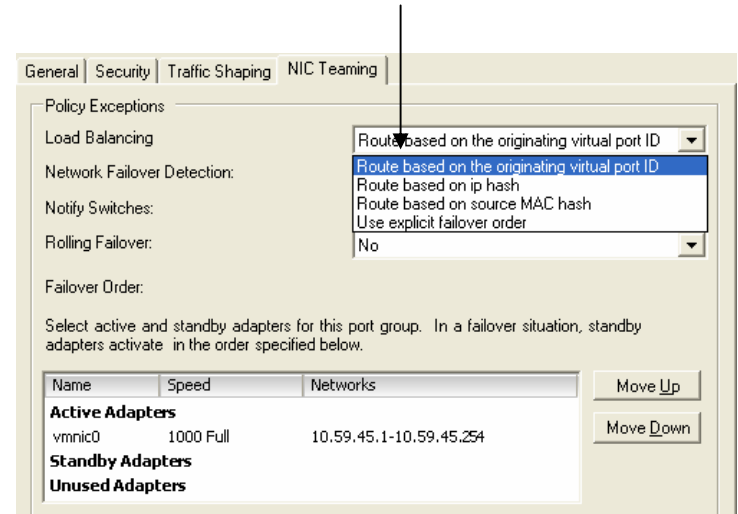 General Security Traffic Shaping NIC Teaming
Policy Exceptions
Load Balancing Route based on the originating virtual port ID
Network Failover Detection: Route based on the originating virtual port ID
Route based on ip hash
Notify Switches: Route based on source MAC hash
Use explicit failover order
Rolling Failover: No
Failover Order:
Select active and standby adapters for this port group. In a failover situation, standby
adapters activate in the order specified below.
Name Speed Networks Move Up
Active Adapters
vmnic0 1000 Full 10.59.45.1-10.59.45.254 Move Down
Standby Adapters
Unused Adapters